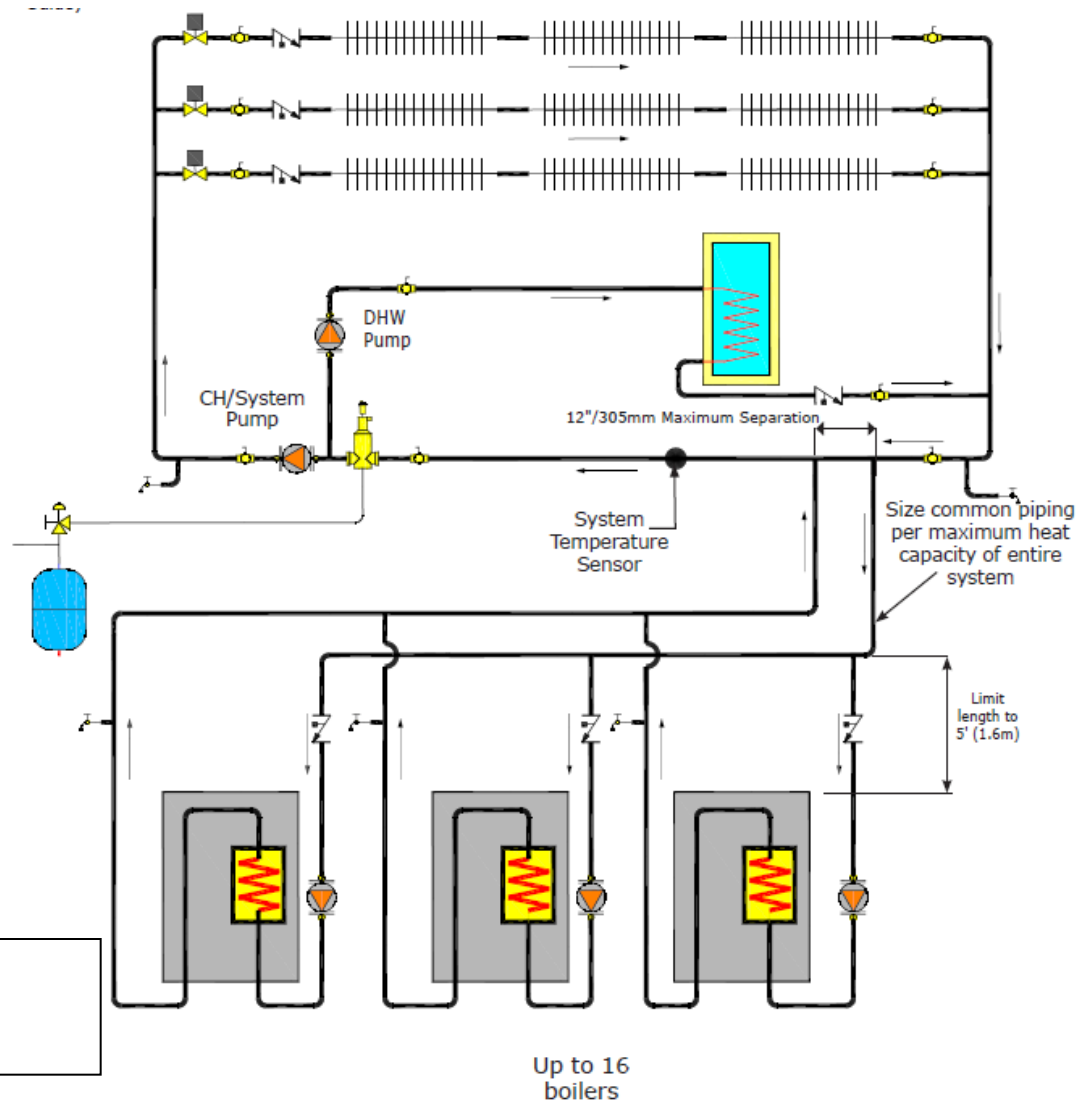 DHW
Pump
CH/System
Pump
12"/305mm Maximum Separation
System
Temperature
Sensor
Size common piping
per maximum heat
capacity of entire
system
Limit
length to
5' (1.6m)
Up to 16
boilers